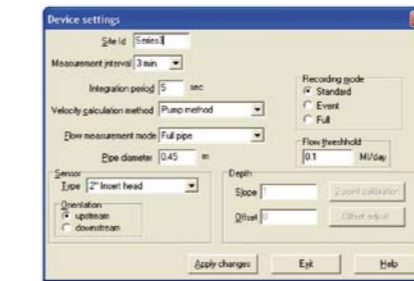 Device settings
Site Id Series3
Measurement interval 3 min
Integration period 5 sec
Velocity calculation method Pump method
Flow measurement mode Full pipe
Pipe diameter 0.45 m
Recording mode
Standard
Event
Full
Flow threshhold
0.1 Ml/day
Sensor
Type 2" Insert head
Orientation
upstream
downstream
Depth
Slope 1 2 point calibration
Offset 0 Offset adjust
Apply changes Exit Help